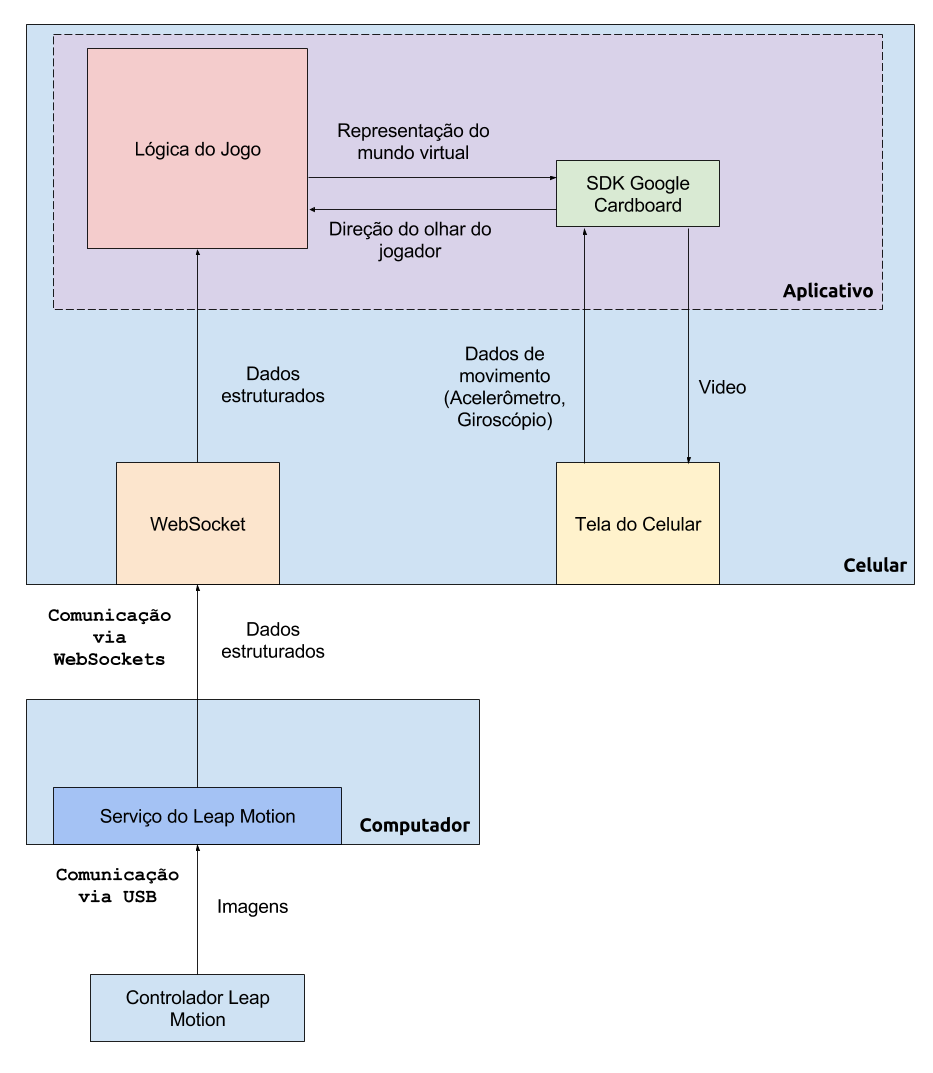 Lógica do Jogo
Representação do
mundo virtual
SDK Google
Cardboard
Direção do olhar do
jogador
Aplicativo
Dados
estruturados
Dados de
movimento
(Acelerômetro,
Giroscópio)
Video
WebSocket
Tela do Celular
Celular
Comunicação
via
WebSockets
Dados
estruturados
Serviço do Leap Motion
Computador
Comunicação
via USB
Imagens
Controlador Leap
Motion